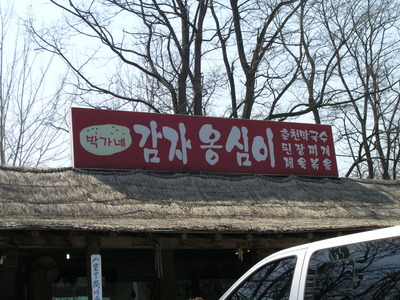 박가네
감자 옹심이
춘천막국수
된장찌개
제육볶음